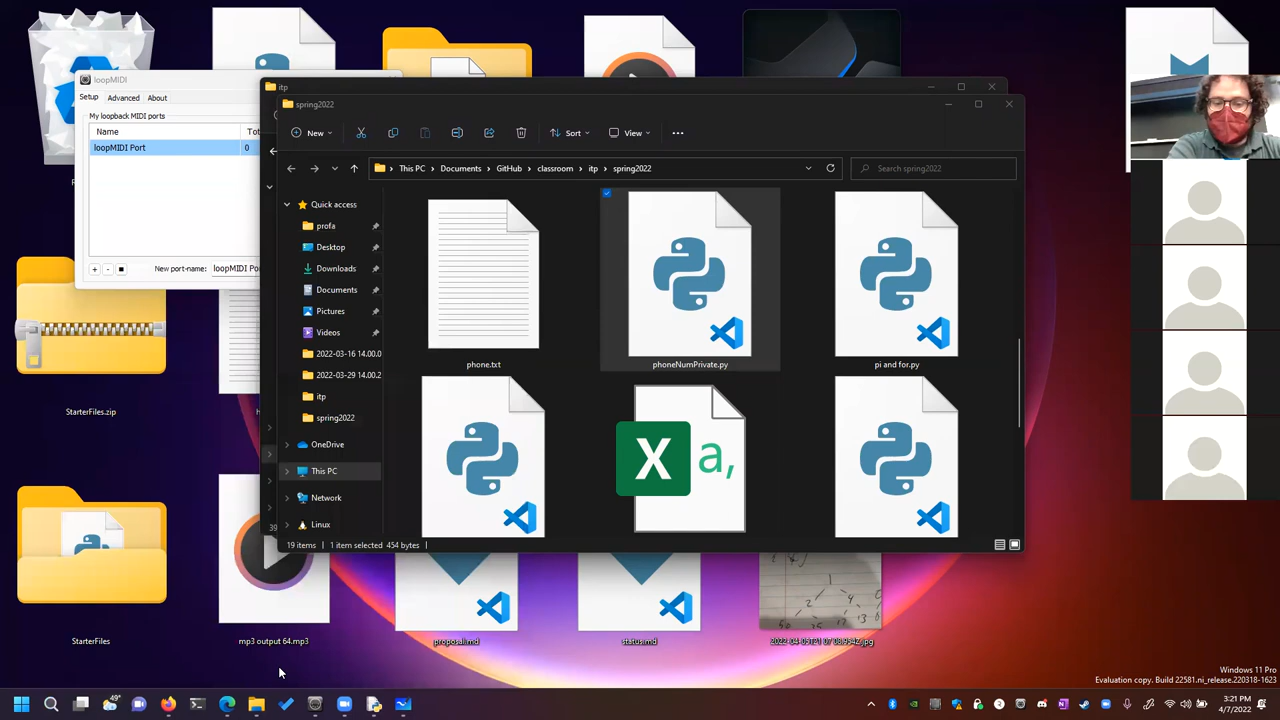 loopMIDI
Setup Advanced About
My loopback MIDI ports
Name
loopMIDI Port 0
New port-name:
itp
spring2022
New Sort View
This PC Documents GitHub classroom itp spring2022
Search spring2022
Quick access
profa
Desktop
Downloads
Documents
Pictures
Videos
2022-03-16 14.00.0
2022-03-29 14.00.2
itp
spring2022
OneDrive
This PC
Network
Linux
phone.txt
phoneNumPrivate.py
pi and for.py
X a,
19 items 1 item selected 454 bytes
StarterFiles.zip
StarterFiles
mp3 output 64.mp3
proposal.md
status.md
Windows 11 Pro
Evaluation copy. Build 22581.ni_release.220318-1623
49°
3:21 PM
4/7/2022